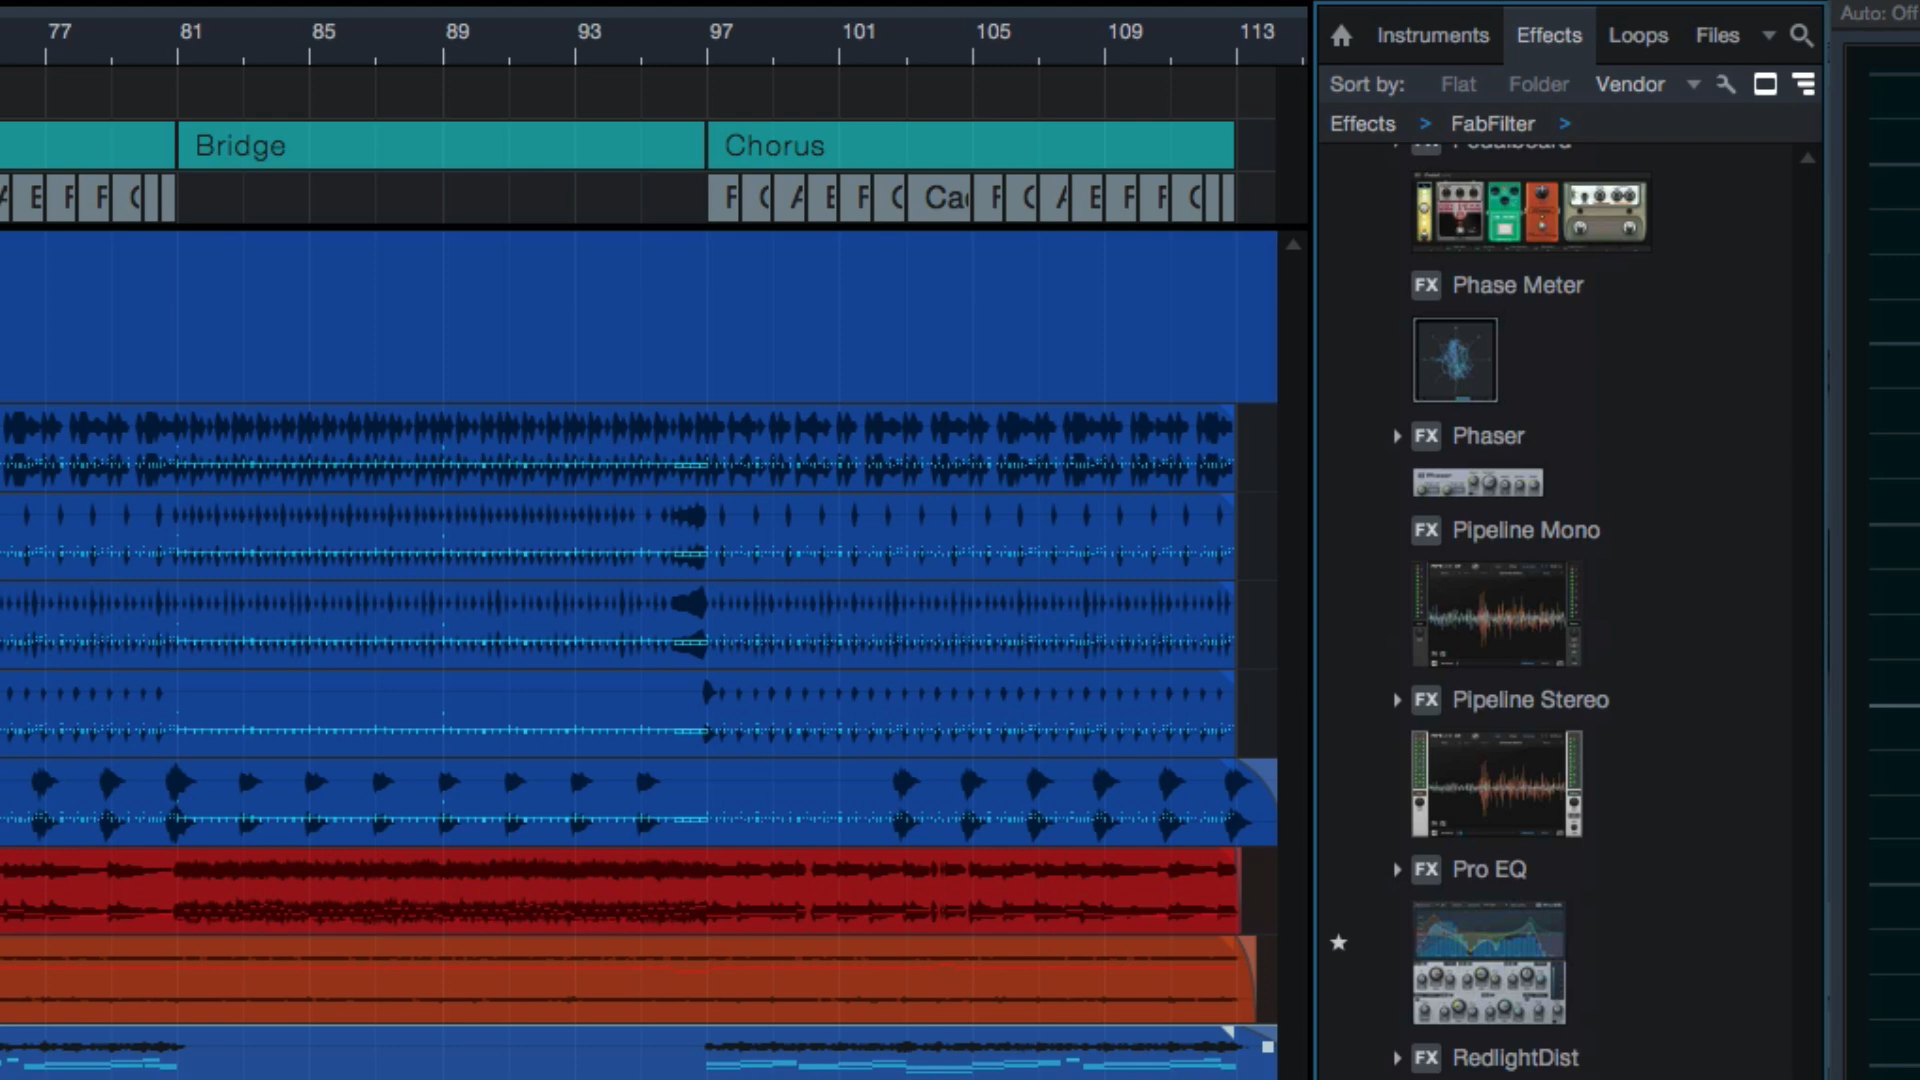 77 81 85 89 93 97 101 105 109 113
Bridge Chorus
E F F C F C A E F C F C A E F F C
Instruments Effects Loops Files
Auto: Off
Sort by: Flat Folder Vendor
Effects > FabFilter >
Pedalboard
FX Phase Meter
FX Phaser
Phaser
FX Pipeline Mono
FX Pipeline Stereo
FX Pro EQ
FX RedlightDist